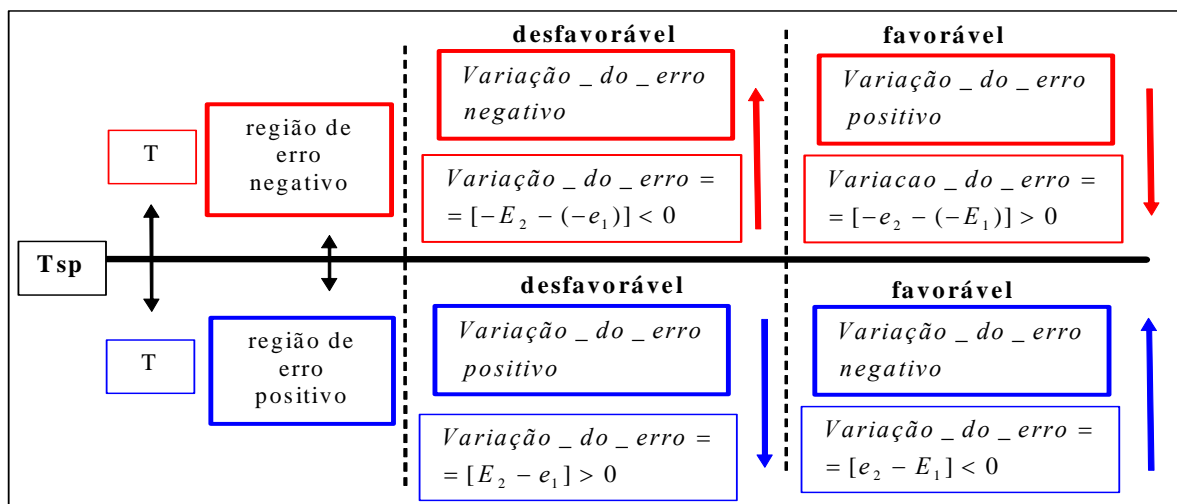 desfavorável
favorável
Variação _ do _ erro
negativo
Variação _ do _ erro
positivo
T
região de
erro
negativo
Variação _ do _ erro =
= [−E₂ − (−e₁)] < 0
Variacao _ do _ erro =
= [−e₂ − (−E₁)] > 0
Tsp
desfavorável
favorável
T
região de
erro
positivo
Variação _ do _ erro
positivo
Variação _ do _ erro
negativo
Variação _ do _ erro =
= [E₂ − e₁] > 0
Variação _ do _ erro =
= [e₂ − E₁] < 0